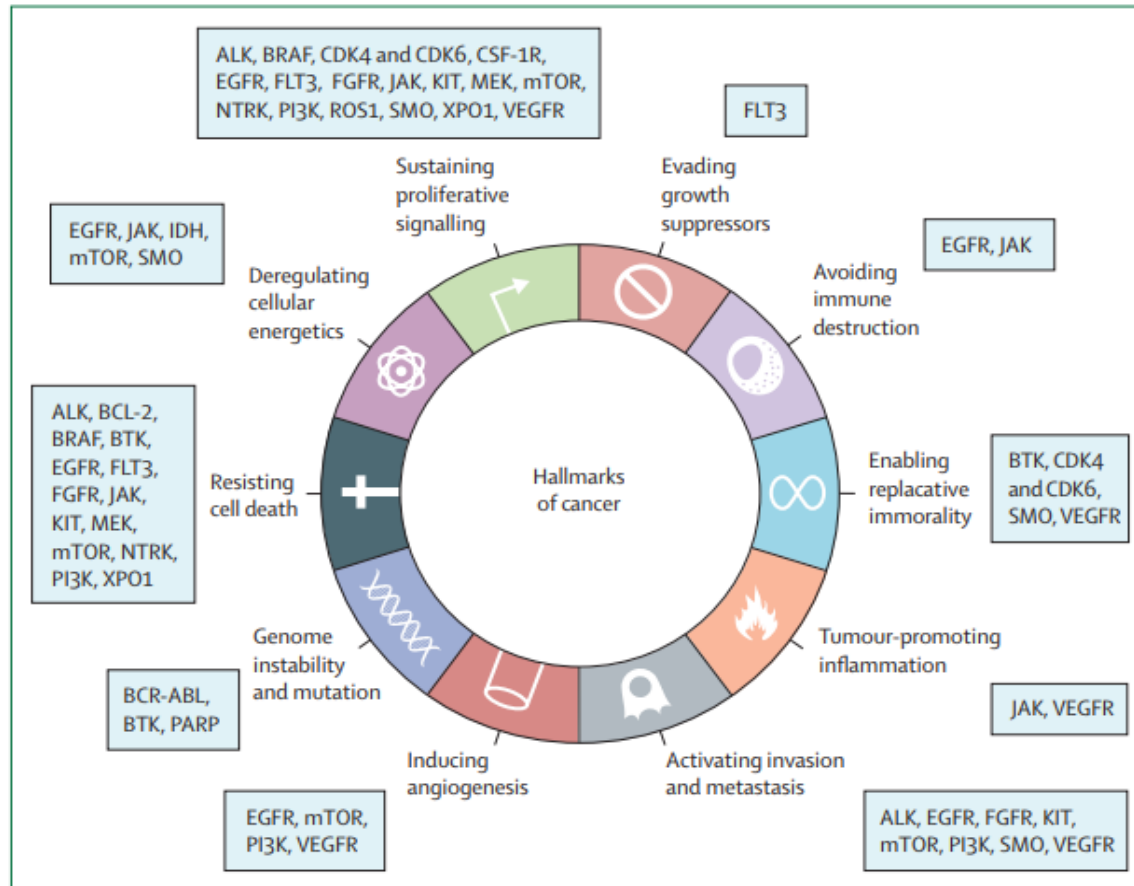 ALK, BRAF, CDK4 and CDK6, CSF-1R,
EGFR, FLT3, FGFR, JAK, KIT, MEK, mTOR,
NTRK, PI3K, ROS1, SMO, XPO1, VEGFR
Sustaining
proliferative
signalling
FLT3
Evading
growth
suppressors
EGFR, JAK
Avoiding
immune
destruction
BTK, CDK4
and CDK6,
SMO, VEGFR
Enabling
replacative
immorality
Tumour-promoting
inflammation
JAK, VEGFR
Activating invasion
and metastasis
ALK, EGFR, FGFR, KIT,
mTOR, PI3K, SMO, VEGFR
Inducing
angiogenesis
EGFR, mTOR,
PI3K, VEGFR
Genome
instability
and mutation
BCR-ABL,
BTK, PARP
Resisting
cell death
ALK, BCL-2,
BRAF, BTK,
EGFR, FLT3,
FGFR, JAK,
KIT, MEK,
mTOR, NTRK,
PI3K, XPO1
Deregulating
cellular
energetics
EGFR, JAK, IDH,
mTOR, SMO
Hallmarks
of cancer